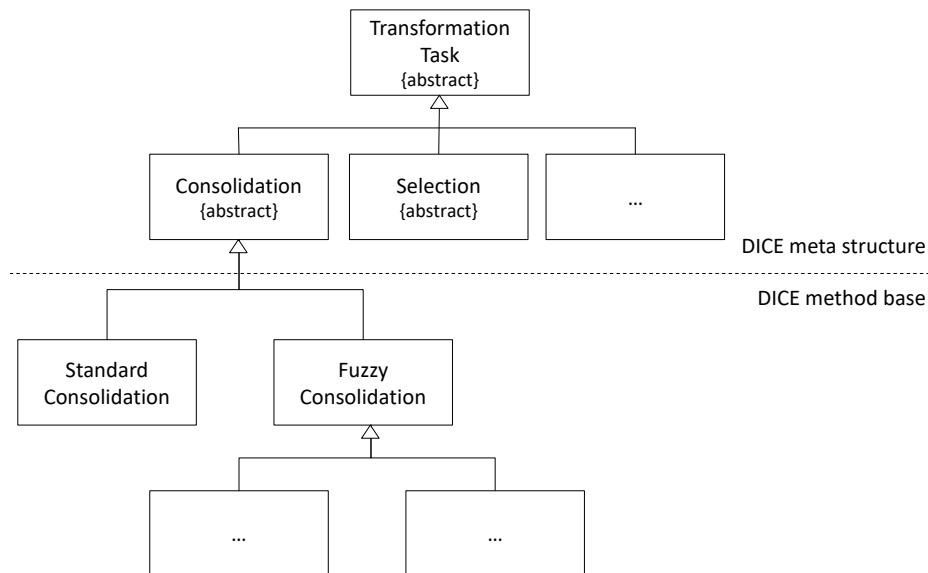 Transformation
Task
{abstract}
Consolidation
{abstract}
Selection
{abstract}
...
DICE meta structure
DICE method base
Standard
Consolidation
Fuzzy
Consolidation
...
...